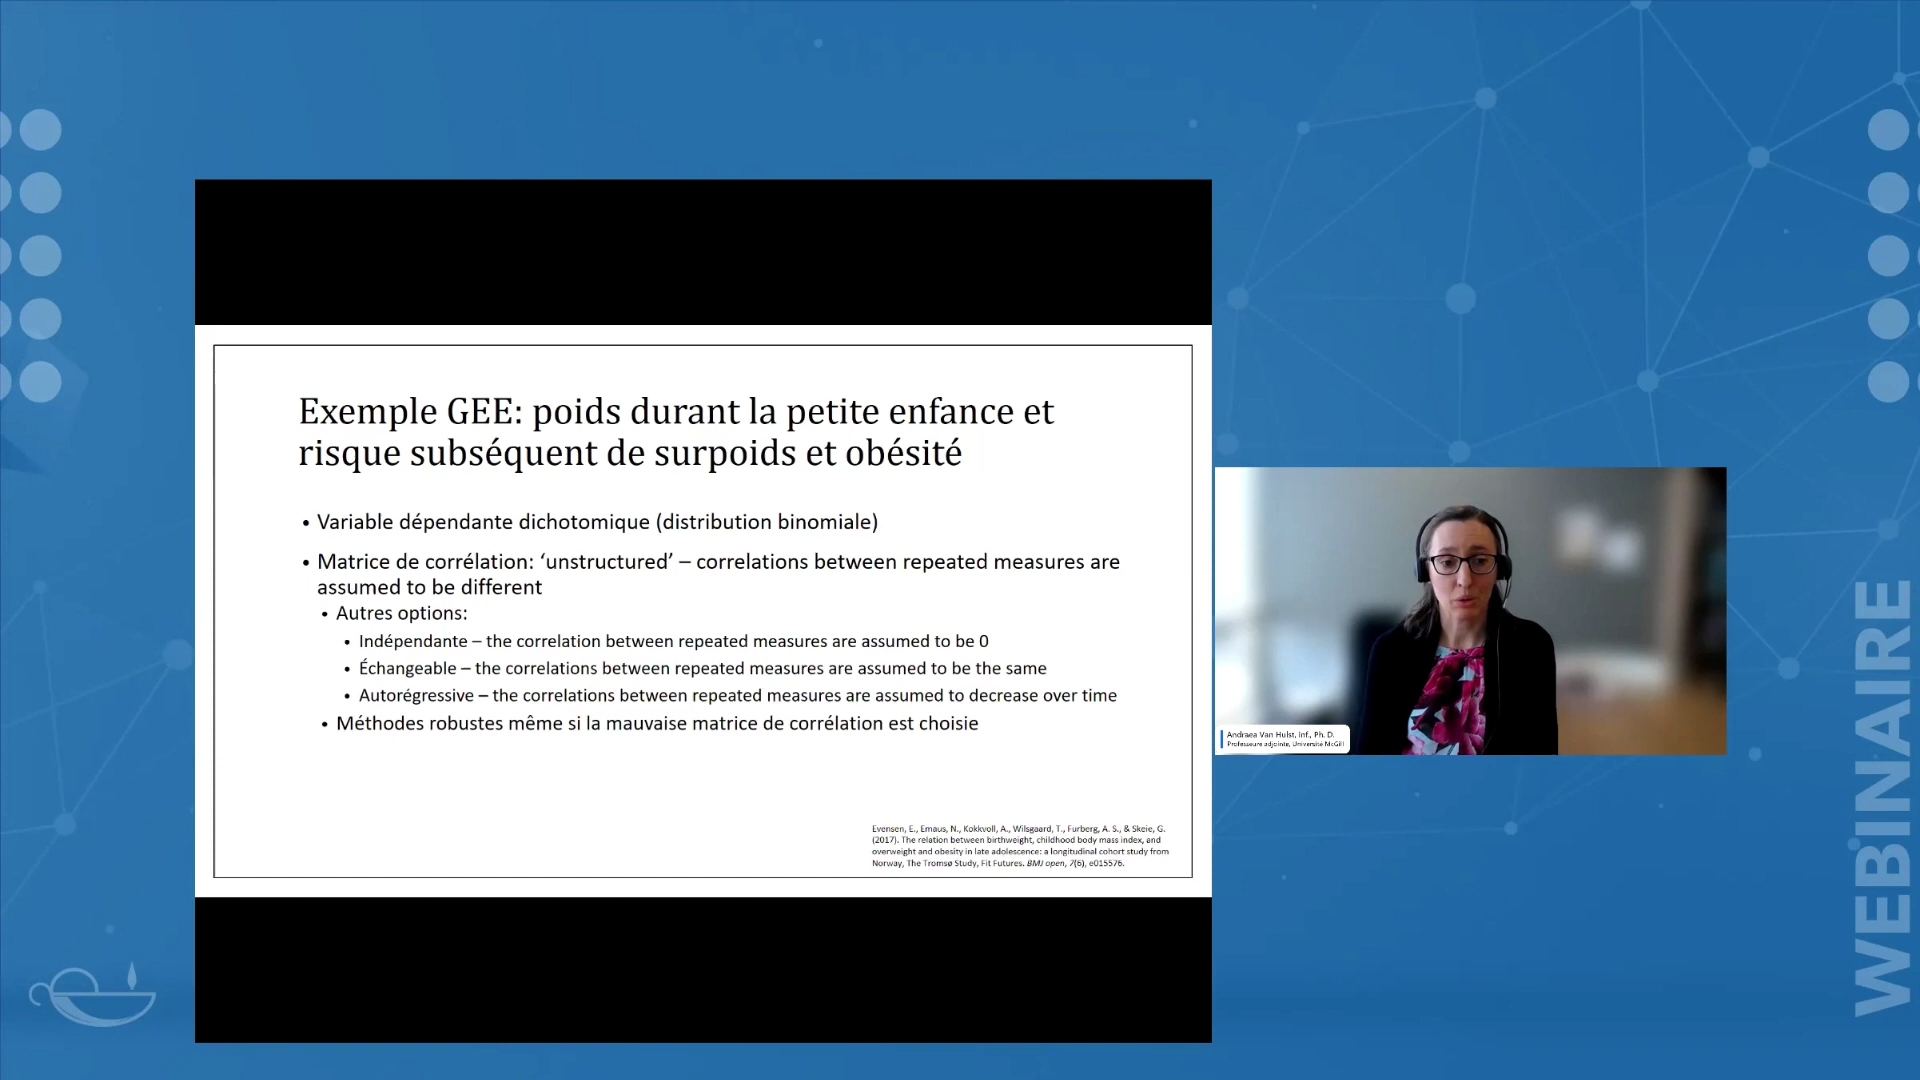 Exemple GEE: poids durant la petite enfance et
risque subséquent de surpoids et obésité
• Variable dépendante dichotomique (distribution binomiale)
• Matrice de corrélation: ‘unstructured’ – correlations between repeated measures are
assumed to be different
• Autres options:
• Indépendante – the correlation between repeated measures are assumed to be 0
• Échangeable – the correlations between repeated measures are assumed to be the same
• Autorégressive – the correlations between repeated measures are assumed to decrease over time
• Méthodes robustes même si la mauvaise matrice de corrélation est choisie
Evensen, E., Emaus, N., Kokkvoll, A., Wilsgaard, T., Furberg, A. S., & Skeie, G.
(2017). The relation between birthweight, childhood body mass index, and
overweight and obesity in late adolescence: a longitudinal cohort study from
Norway, The Tromsø Study, Fit Futures. BMJ open, 7(6), e015576.
Andraea Van Hulst, inf., Ph. D.
Professeure adjointe, Université McGill
WEBINAIRE